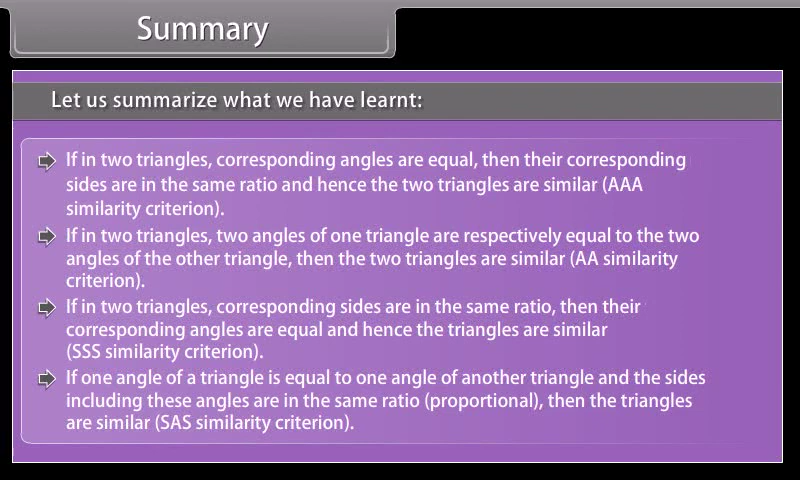 Summary
Let us summarize what we have learnt:
If in two triangles, corresponding angles are equal, then their corresponding
sides are in the same ratio and hence the two triangles are similar (AAA
similarity criterion).
If in two triangles, two angles of one triangle are respectively equal to the two
angles of the other triangle, then the two triangles are similar (AA similarity
criterion).
If in two triangles, corresponding sides are in the same ratio, then their
corresponding angles are equal and hence the triangles are similar
(SSS similarity criterion).
If one angle of a triangle is equal to one angle of another triangle and the sides
including these angles are in the same ratio (proportional), then the triangles
are similar (SAS similarity criterion).